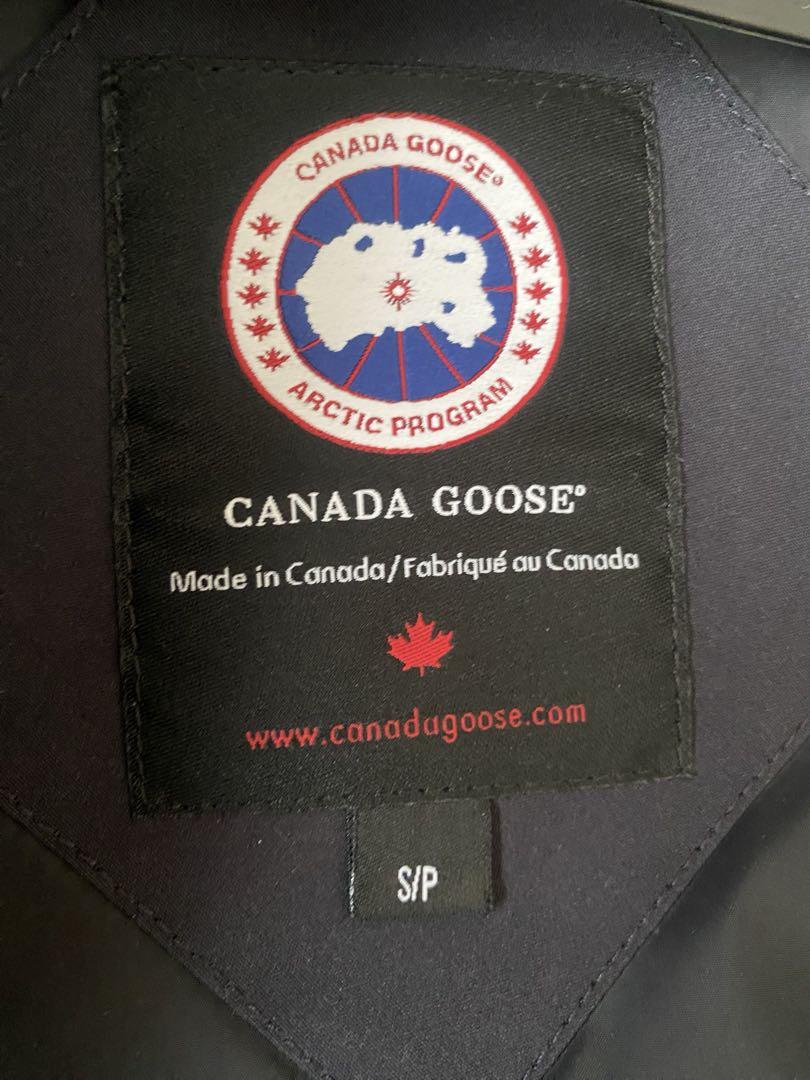 CANADA GOOSE®
ARCTIC PROGRAM
CANADA GOOSE®
Made in Canada/Fabriqué au Canada
www.canadagoose.com
S/P